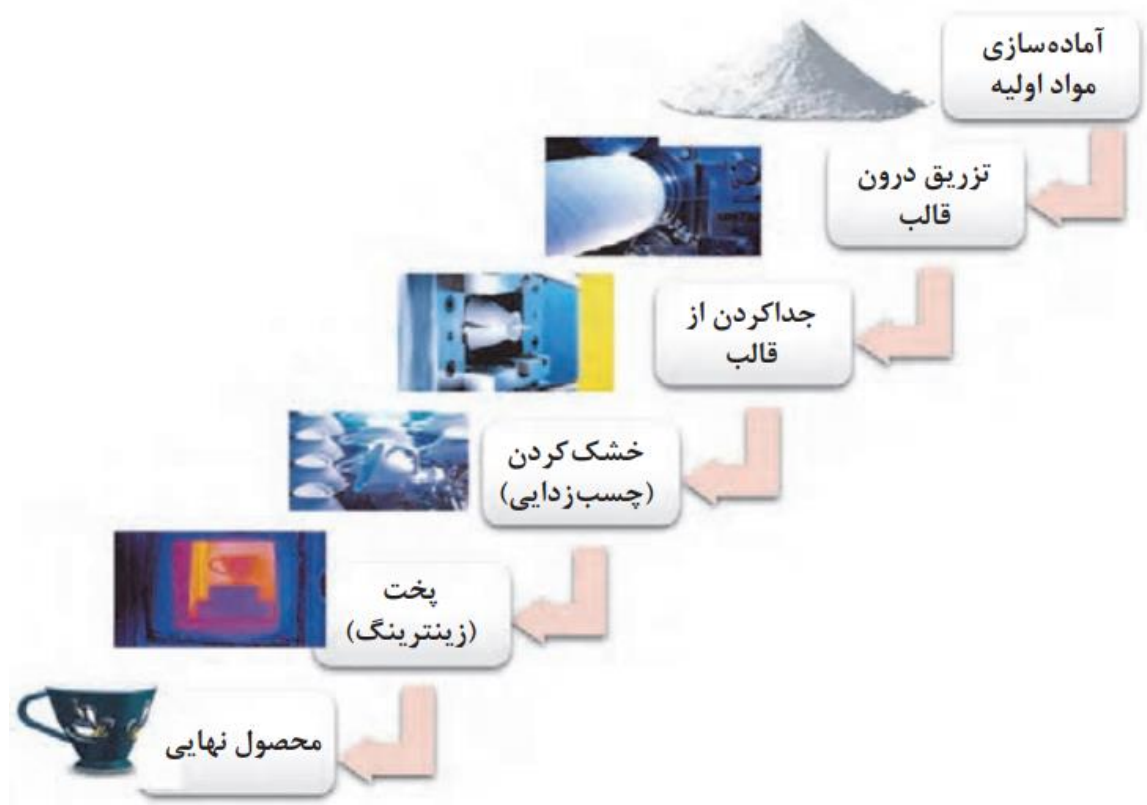 آماده‌سازی
مواد اولیه
تزریق درون
قالب
جداکردن از
قالب
خشک‌کردن
(چسب‌زدایی)
پخت
(زینترینگ)
محصول نهایی